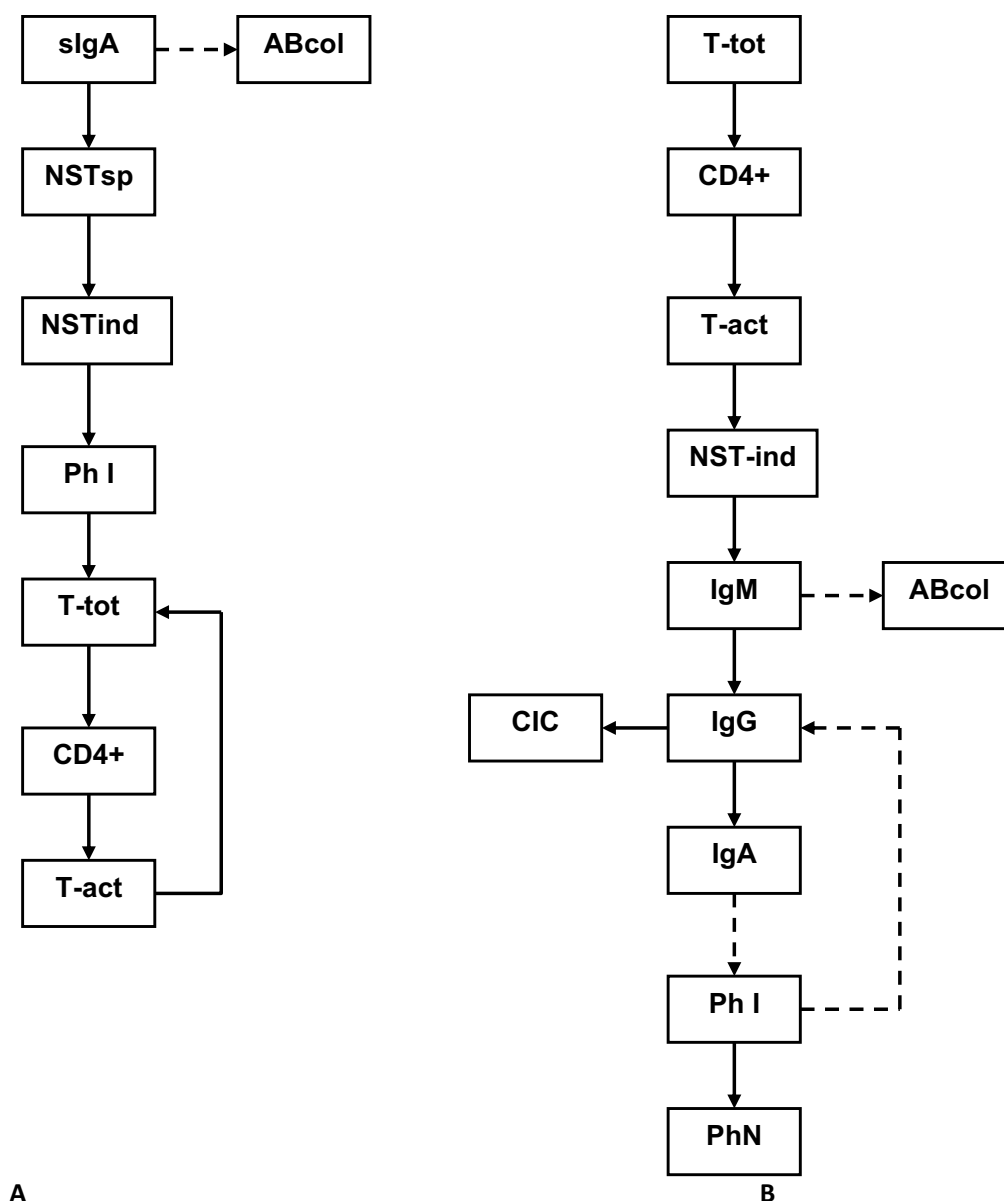 sIgA
ABcol
NSTsp
NSTind
Ph I
T-tot
CD4+
T-act
A
T-tot
CD4+
T-act
NST-ind
IgM
ABcol
CIC
IgG
IgA
Ph I
PhN
B